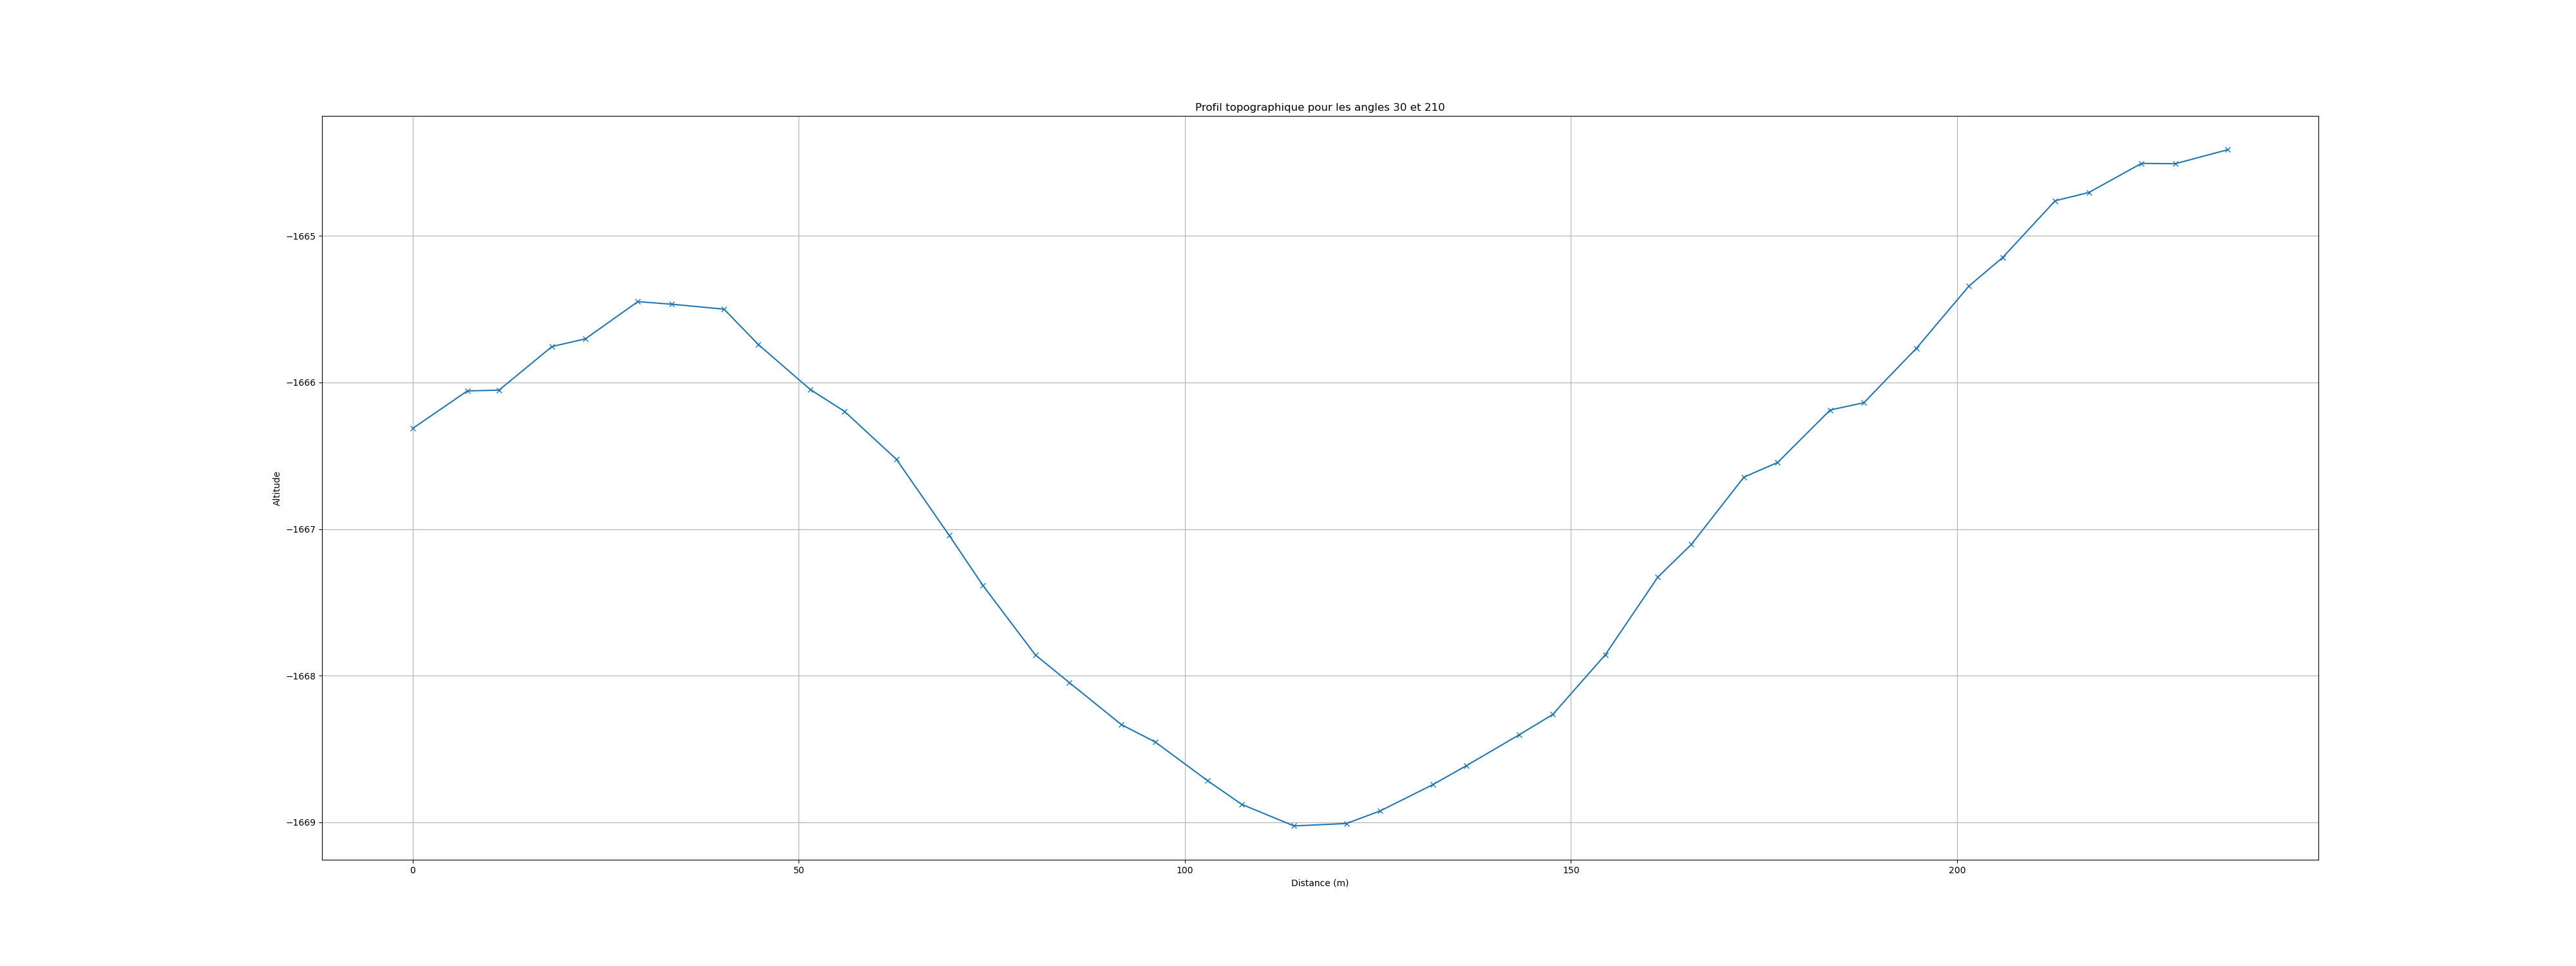 Profil topographique pour les angles 30 et 210
−1665
−1666
−1667
−1668
−1669
Altitude
0 50 100 150 200
Distance (m)